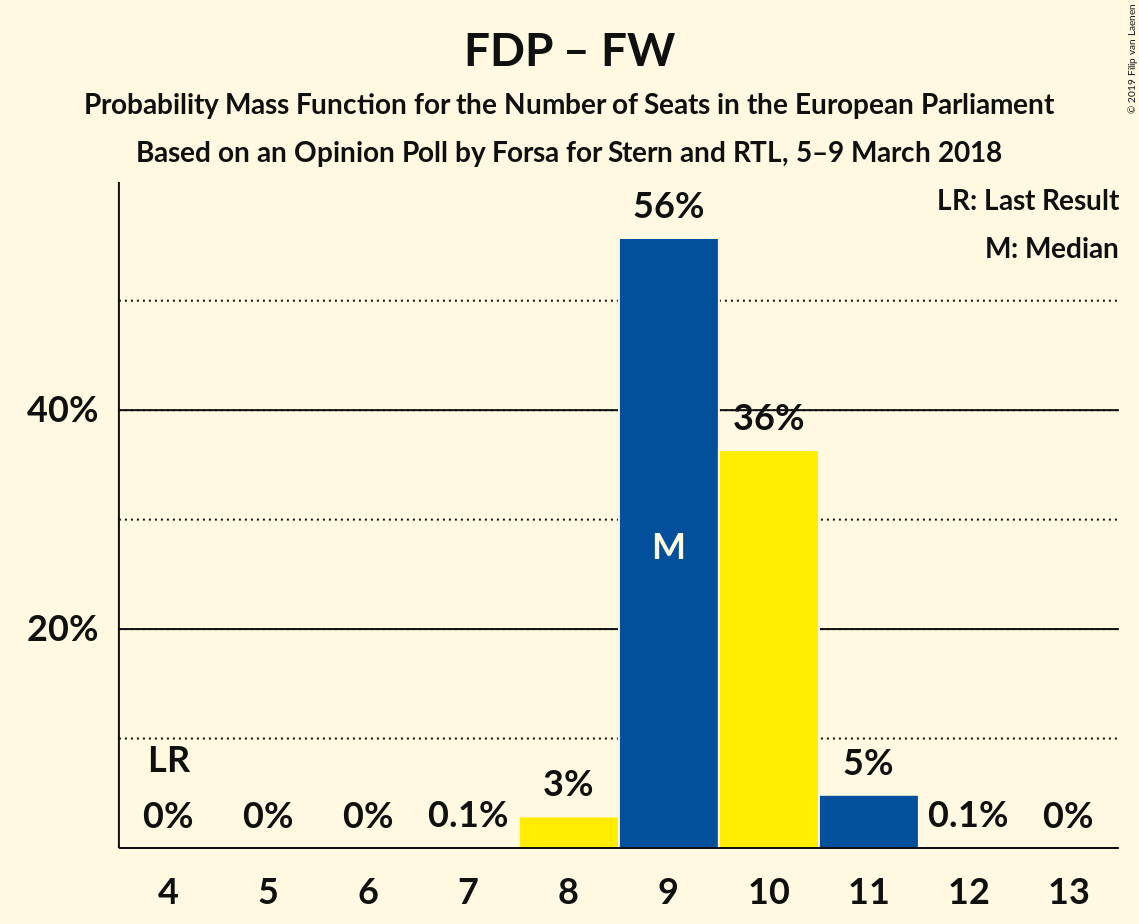 FDP – FW
Probability Mass Function for the Number of Seats in the European Parliament
Based on an Opinion Poll by Forsa for Stern and RTL, 5–9 March 2018
© 2019 Filip van Laenen
LR: Last Result
M: Median
56%
40%
36%
M
20%
LR
5%
3%
0% 0% 0% 0.1% 0.1% 0%
4 5 6 7 8 9 10 11 12 13